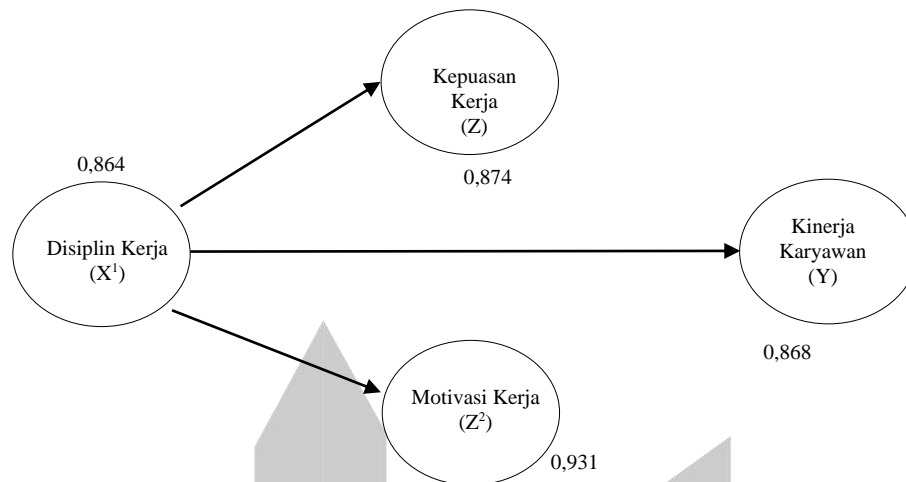 Kepuasan
Kerja
(Z)
0,864
0,874
Disiplin Kerja
(X¹)
Kinerja
Karyawan
(Y)
0,868
Motivasi Kerja
(Z²)
0,931